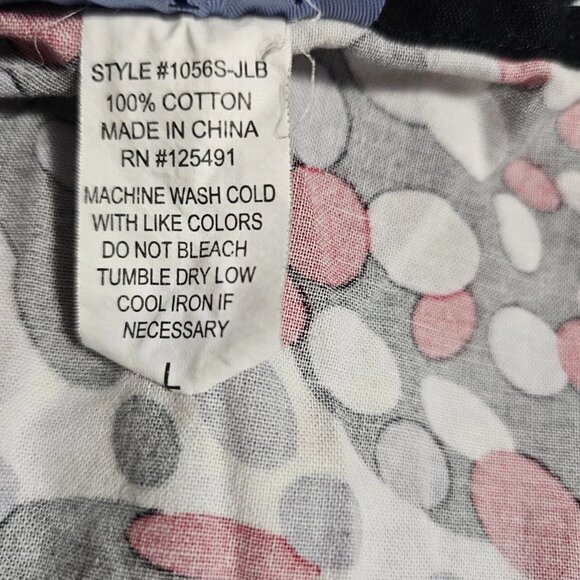 STYLE #1056S-JLB
100% COTTON
MADE IN CHINA
RN #125491
MACHINE WASH COLD
WITH LIKE COLORS
DO NOT BLEACH
TUMBLE DRY LOW
COOL IRON IF
NECESSARY
L